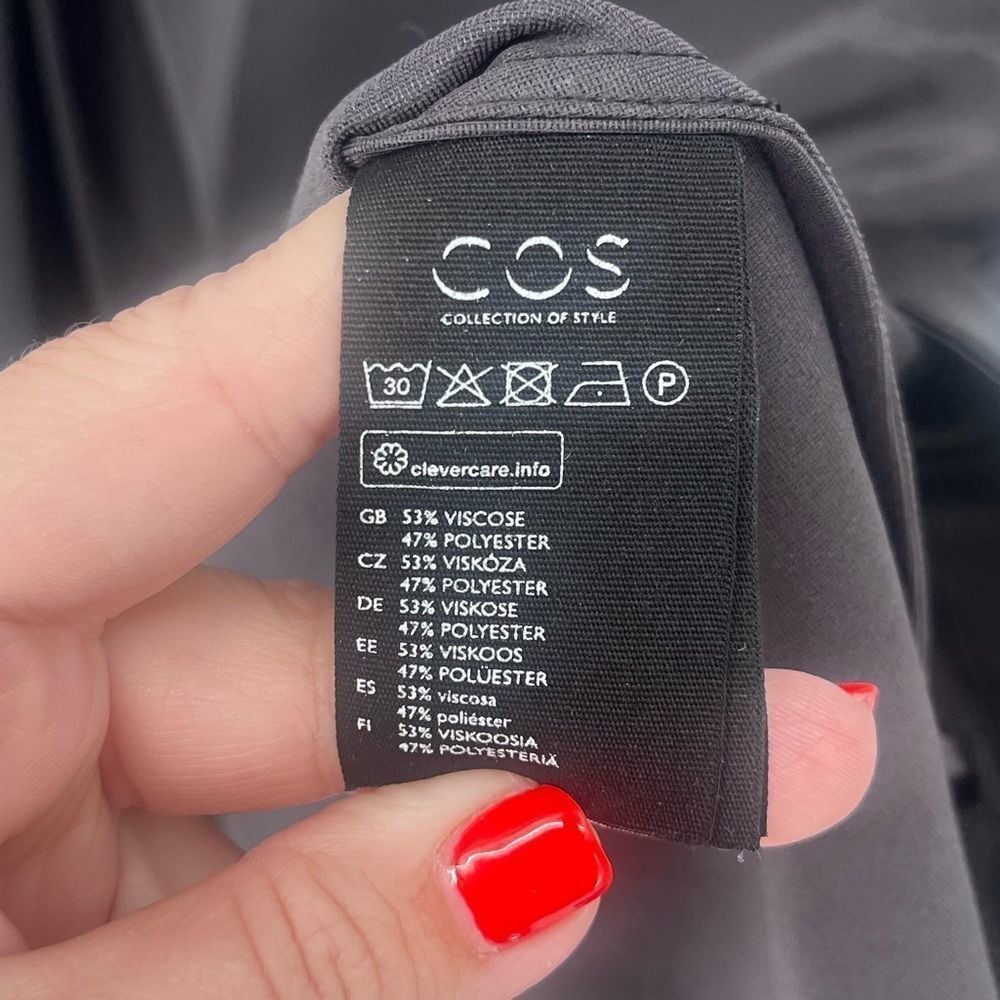 COS
COLLECTION OF STYLE
30 P
clevercare.info
GB 53% VISCOSE
47% POLYESTER
CZ 53% VISKÓZA
47% POLYESTER
DE 53% VISKOSE
47% POLYESTER
EE 53% VISKOOS
47% POLÜESTER
ES 53% viscosa
47% poliéster
FI 53% VISKOOSIA
47% POLYESTERIÄ